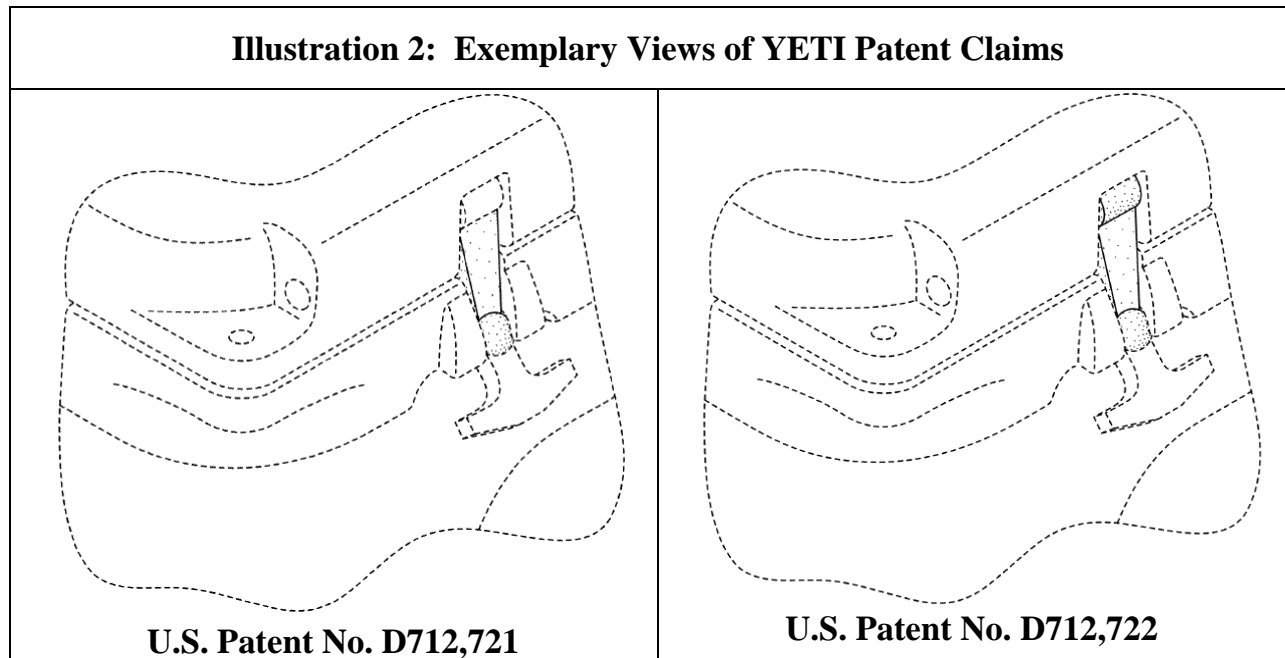 Illustration 2: Exemplary Views of YETI Patent Claims
U.S. Patent No. D712,721
U.S. Patent No. D712,722